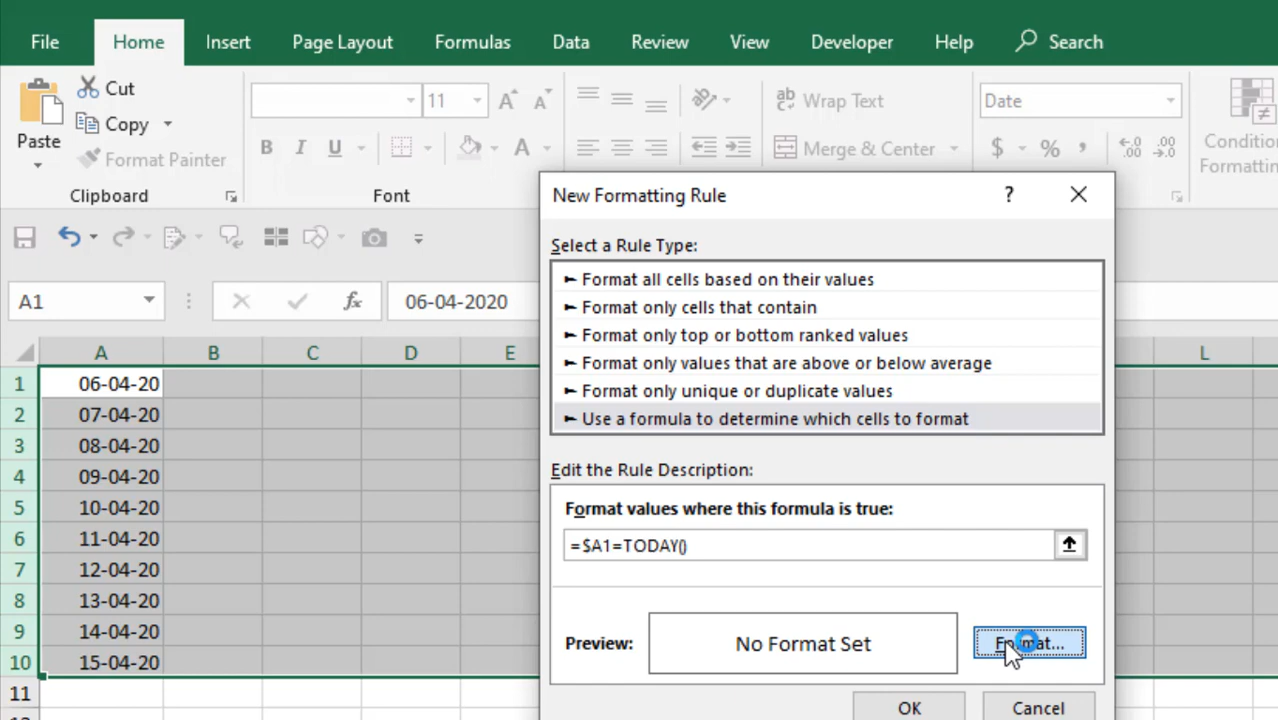 File Home Insert Page Layout Formulas Data Review View Developer Help Search
Cut
Copy
Paste
Format Painter
Clipboard
11
B I U A
Font
ab Wrap Text
Merge & Center
Date
$ % ,
Condition
Formatting
New Formatting Rule ? ×
Select a Rule Type:
► Format all cells based on their values
► Format only cells that contain
► Format only top or bottom ranked values
► Format only values that are above or below average
► Format only unique or duplicate values
► Use a formula to determine which cells to format
Edit the Rule Description:
Format values where this formula is true:
=$A1=TODAY()
Preview: No Format Set Format...
OK Cancel
A1 fx 06-04-2020
A B C D E L
1 06-04-20
2 07-04-20
3 08-04-20
4 09-04-20
5 10-04-20
6 11-04-20
7 12-04-20
8 13-04-20
9 14-04-20
10 15-04-20
11